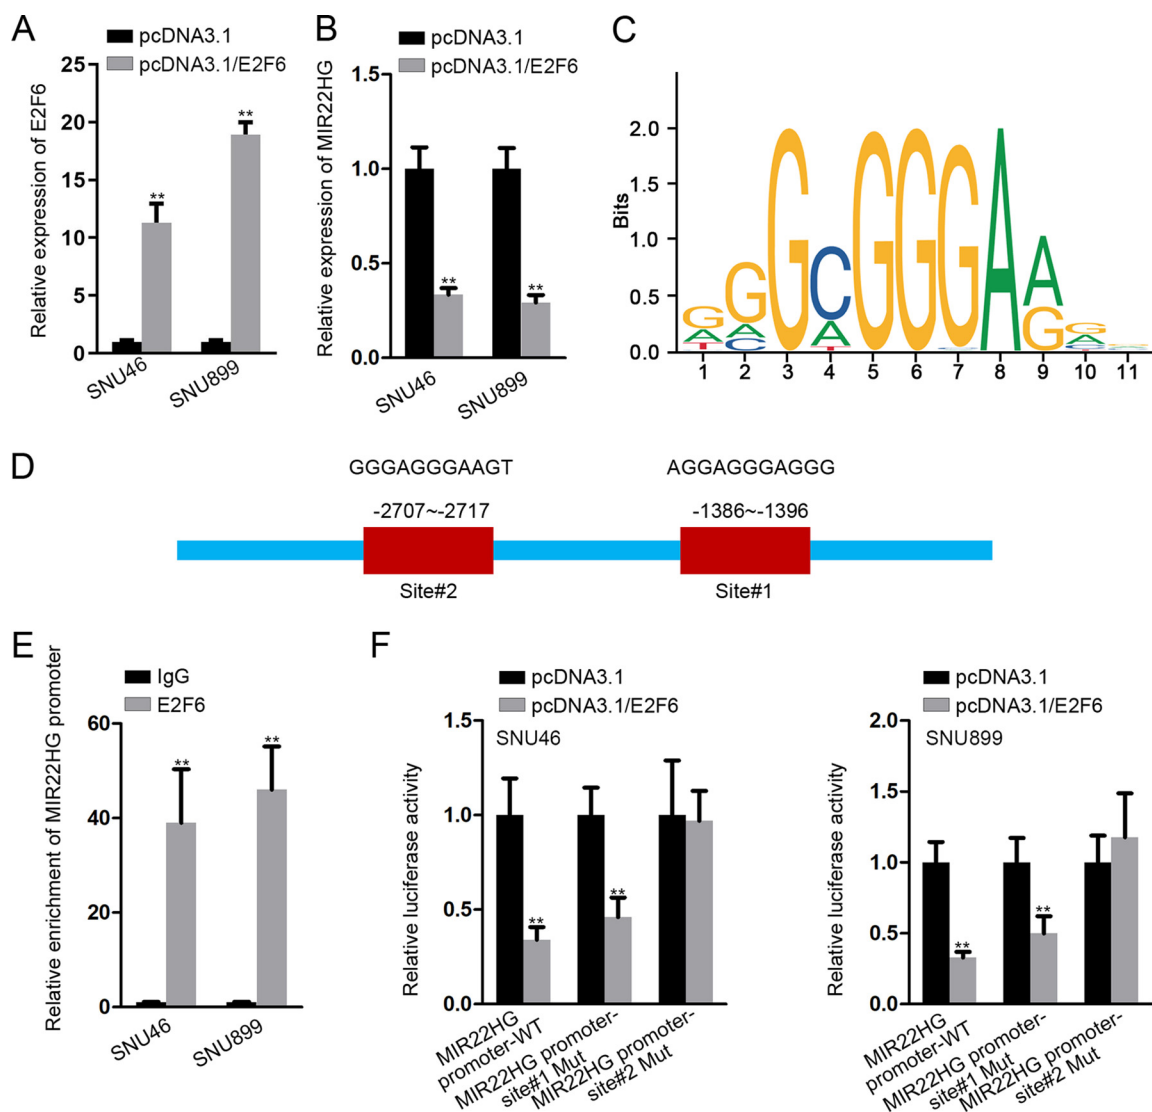 A
pcDNA3.1
pcDNA3.1/E2F6
Relative expression of E2F6
25
20
15
10
5
0
**
**
SNU46
SNU899
B
pcDNA3.1
pcDNA3.1/E2F6
Relative expression of MIR22HG
1.5
1.0
0.5
0.0
**
**
SNU46
SNU899
C
Bits
2.0
1.5
1.0
0.5
0.0
1 2 3 4 5 6 7 8 9 10 11
D
GGGAGGGAAGT
AGGAGGGAGGG
-2707~-2717
-1386~-1396
Site#2
Site#1
E
IgG
E2F6
Relative enrichment of MIR22HG promoter
60
40
20
0
**
**
SNU46
SNU899
F
pcDNA3.1
pcDNA3.1/E2F6
SNU46
Relative luciferase activity
1.5
1.0
0.5
0.0
**
**
MIR22HG
promoter-WT
MIR22HG promoter-
site#1 Mut
MIR22HG promoter-
site#2 Mut
pcDNA3.1
pcDNA3.1/E2F6
SNU899
Relative luciferase activity
2.0
1.5
1.0
0.5
0.0
**
**
MIR22HG
promoter-WT
MIR22HG promoter-
site#1 Mut
MIR22HG promoter-
site#2 Mut